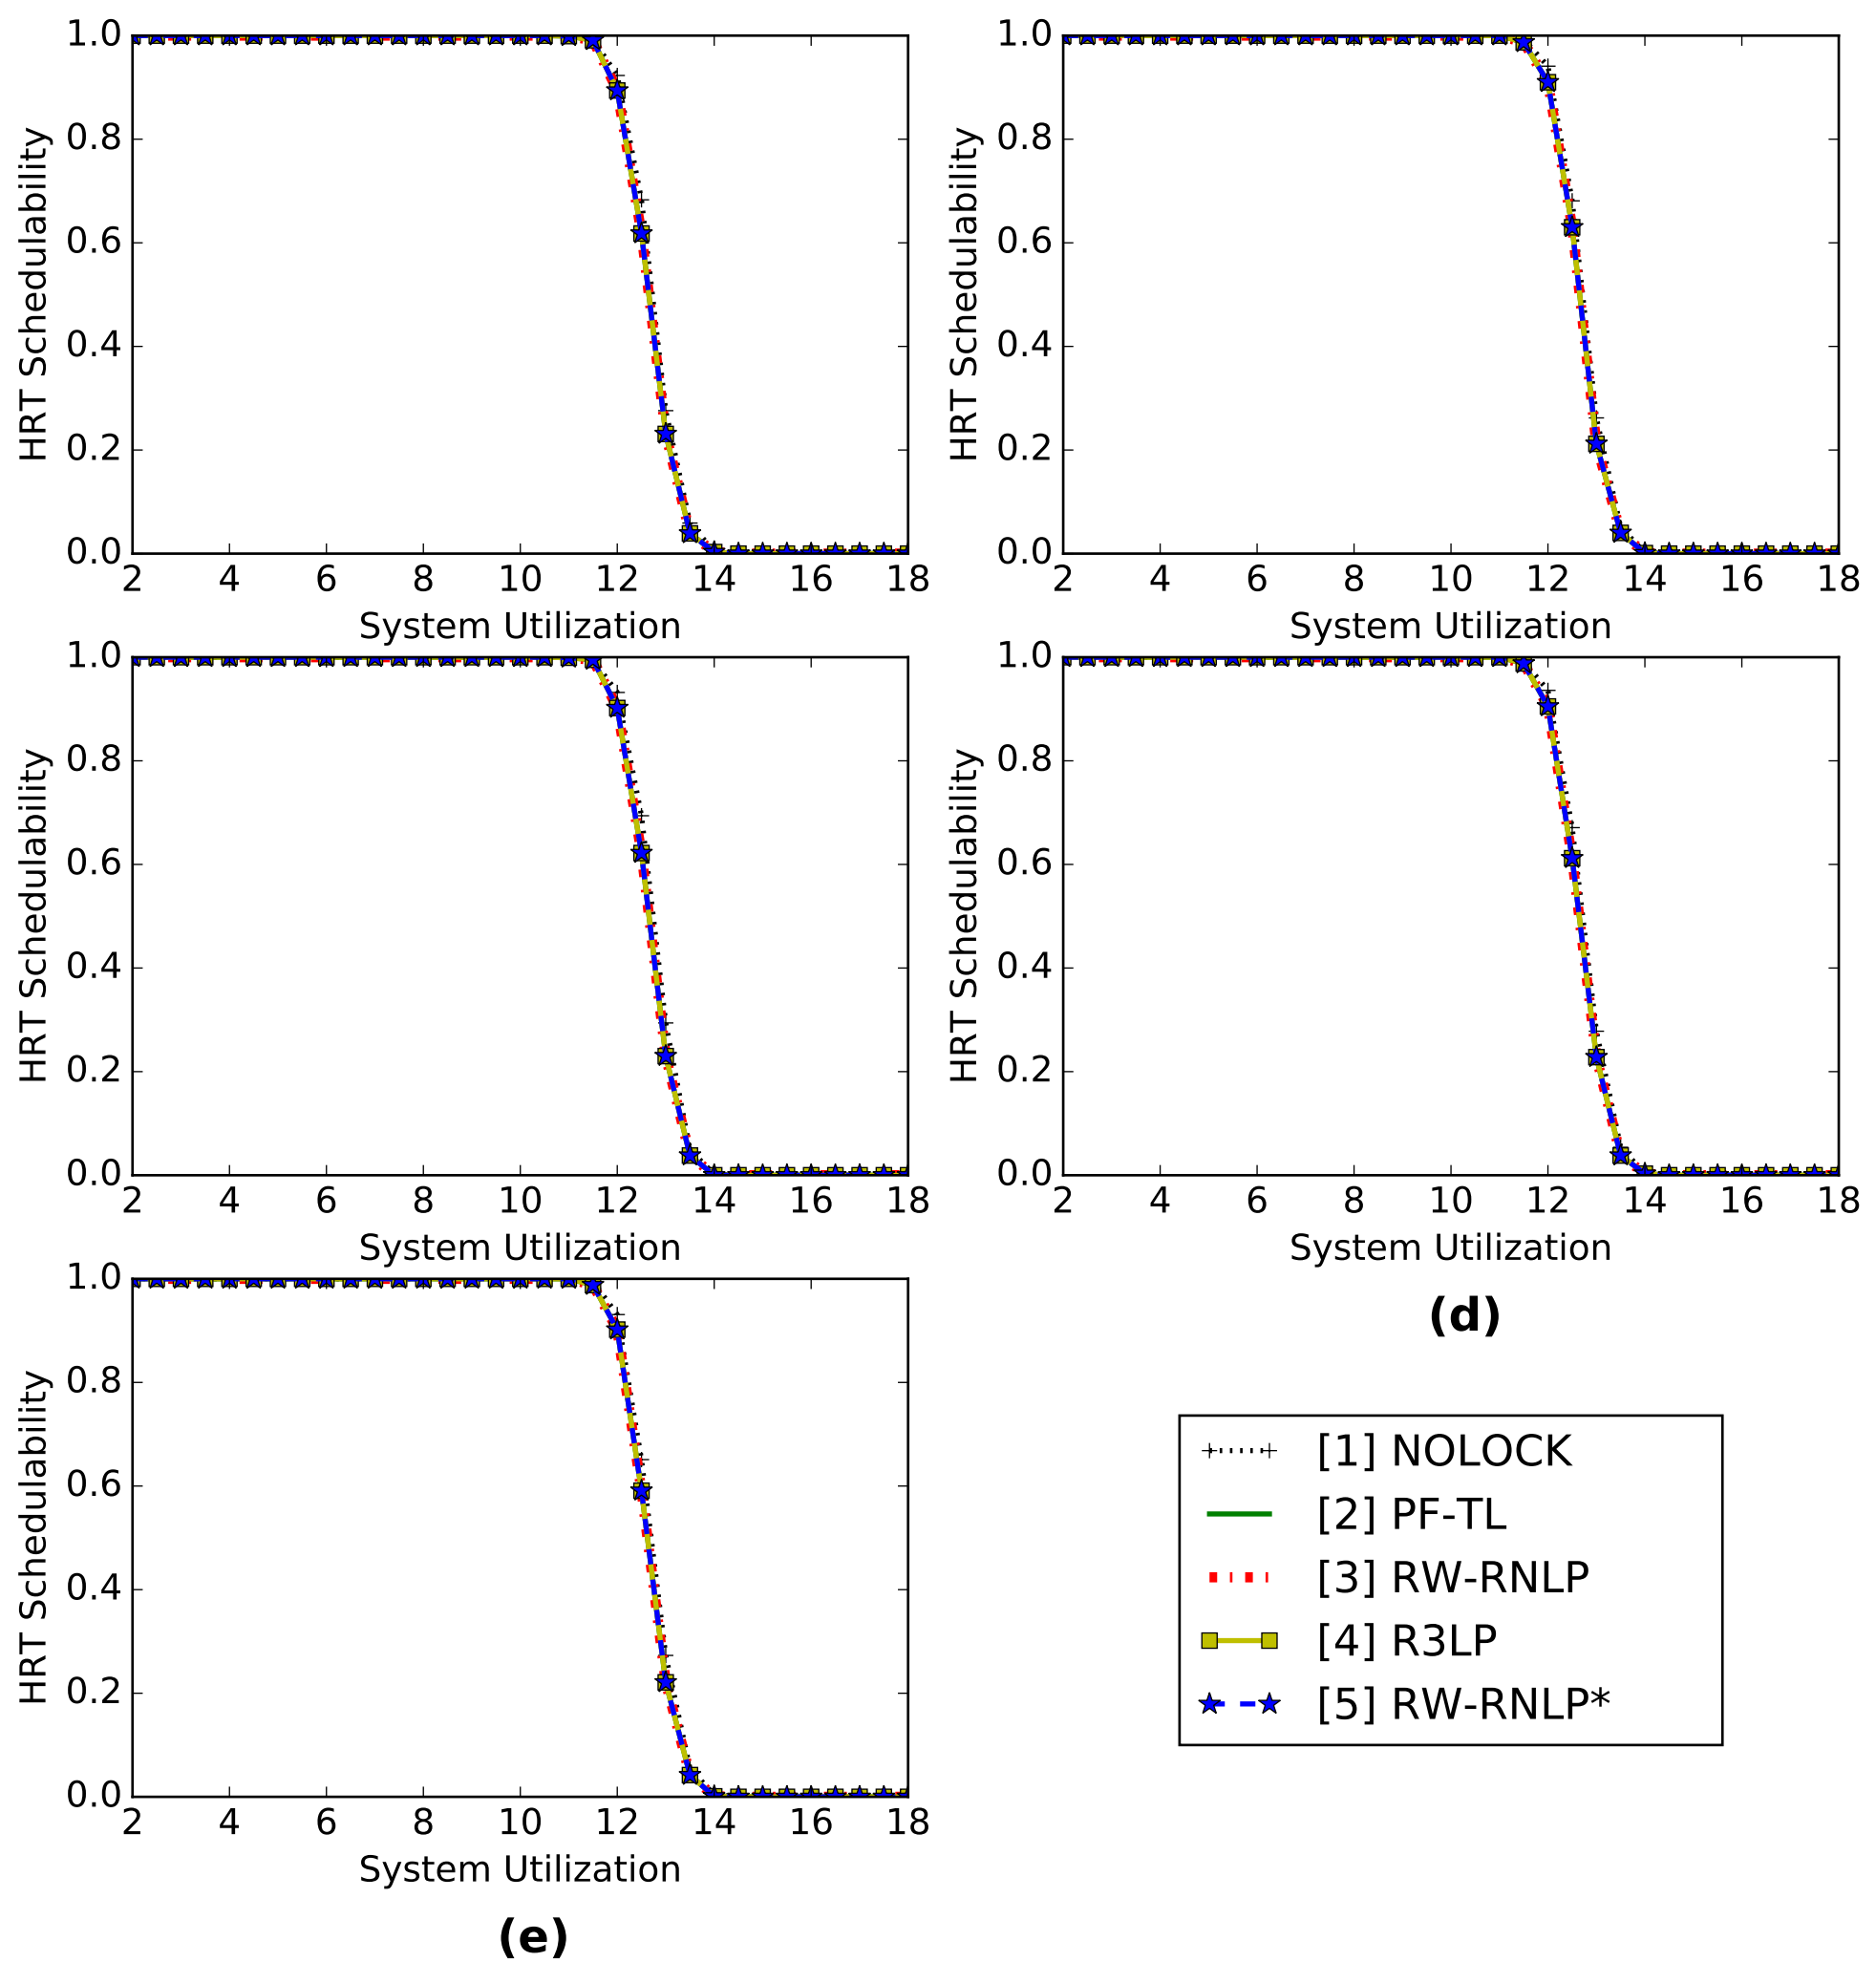 1.0
0.8
0.6
0.4
0.2
0.0
HRT Schedulability
2 4 6 8 10 12 14 16 18
System Utilization
1.0
0.8
0.6
0.4
0.2
0.0
HRT Schedulability
2 4 6 8 10 12 14 16 18
System Utilization
1.0
0.8
0.6
0.4
0.2
0.0
HRT Schedulability
2 4 6 8 10 12 14 16 18
System Utilization
1.0
0.8
0.6
0.4
0.2
0.0
HRT Schedulability
2 4 6 8 10 12 14 16 18
System Utilization
(d)
1.0
0.8
0.6
0.4
0.2
0.0
HRT Schedulability
2 4 6 8 10 12 14 16 18
System Utilization
(e)
[1] NOLOCK
[2] PF-TL
[3] RW-RNLP
[4] R3LP
[5] RW-RNLP*